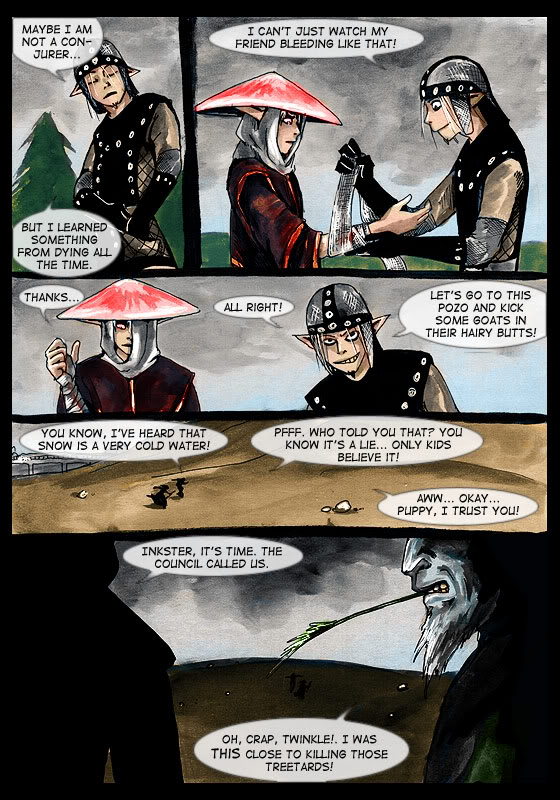 MAYBE I AM
NOT A CON-
JURER...
BUT I LEARNED
SOMETHING
FROM DYING ALL
THE TIME.
I CAN'T JUST WATCH MY
FRIEND BLEEDING LIKE THAT!
THANKS...
ALL RIGHT!
LET'S GO TO THIS
POZO AND KICK
SOME GOATS IN
THEIR HAIRY BUTTS!
YOU KNOW, I'VE HEARD THAT
SNOW IS A VERY COLD WATER!
PFFF. WHO TOLD YOU THAT? YOU
KNOW IT'S A LIE... ONLY KIDS
BELIEVE IT!
AWW... OKAY...
PUPPY, I TRUST YOU!
INKSTER, IT'S TIME. THE
COUNCIL CALLED US.
OH, CRAP, TWINKLE!. I WAS
THIS CLOSE TO KILLING THOSE
TREETARDS!